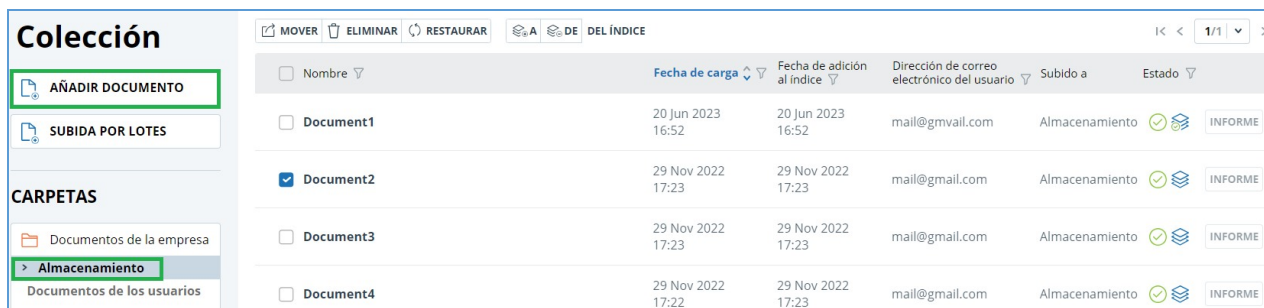 Colección
AÑADIR DOCUMENTO
SUBIDA POR LOTES
CARPETAS
Documentos de la empresa
> Almacenamiento
Documentos de los usuarios
MOVER ELIMINAR RESTAURAR A DE DEL ÍNDICE 1/1
Nombre Fecha de carga Fecha de adición al índice Dirección de correo electrónico del usuario Subido a Estado
Document1 20 Jun 2023 16:52 20 Jun 2023 16:52 mail@gmvail.com Almacenamiento INFORME
Document2 29 Nov 2022 17:23 29 Nov 2022 17:23 mail@gmail.com Almacenamiento INFORME
Document3 29 Nov 2022 17:23 29 Nov 2022 17:23 mail@gmail.com Almacenamiento INFORME
Document4 29 Nov 2022 17:22 29 Nov 2022 17:23 mail@gmail.com Almacenamiento INFORME